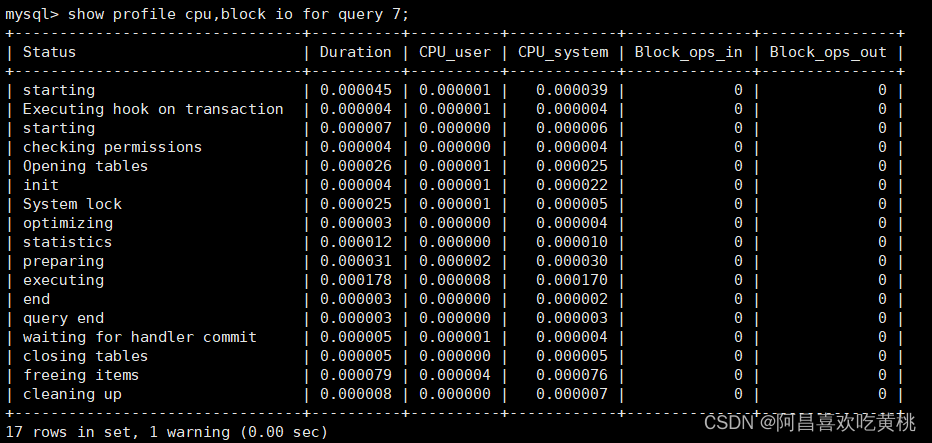 mysql> show profile cpu,block io for query 7;
+--------------------------------+----------+----------+------------+--------------+---------------+
| Status                         | Duration | CPU_user | CPU_system | Block_ops_in | Block_ops_out |
+--------------------------------+----------+----------+------------+--------------+---------------+
| starting                       | 0.000045 | 0.000001 |   0.000039 |            0 |             0 |
| Executing hook on transaction  | 0.000004 | 0.000001 |   0.000004 |            0 |             0 |
| starting                       | 0.000007 | 0.000000 |   0.000006 |            0 |             0 |
| checking permissions           | 0.000004 | 0.000000 |   0.000004 |            0 |             0 |
| Opening tables                 | 0.000026 | 0.000001 |   0.000025 |            0 |             0 |
| init                           | 0.000004 | 0.000001 |   0.000022 |            0 |             0 |
| System lock                    | 0.000025 | 0.000001 |   0.000005 |            0 |             0 |
| optimizing                     | 0.000003 | 0.000000 |   0.000004 |            0 |             0 |
| statistics                     | 0.000012 | 0.000000 |   0.000010 |            0 |             0 |
| preparing                      | 0.000031 | 0.000002 |   0.000030 |            0 |             0 |
| executing                      | 0.000178 | 0.000008 |   0.000170 |            0 |             0 |
| end                            | 0.000003 | 0.000000 |   0.000002 |            0 |             0 |
| query end                      | 0.000003 | 0.000000 |   0.000003 |            0 |             0 |
| waiting for handler commit     | 0.000005 | 0.000001 |   0.000004 |            0 |             0 |
| closing tables                 | 0.000005 | 0.000000 |   0.000005 |            0 |             0 |
| freeing items                  | 0.000079 | 0.000004 |   0.000076 |            0 |             0 |
| cleaning up                    | 0.000008 | 0.000000 |   0.000007 |            0 |             0 |
+--------------------------------+----------+----------+------------+--------------+---------------+
17 rows in set, 1 warning (0.00 sec)
CSDN @阿昌喜欢吃黄桃